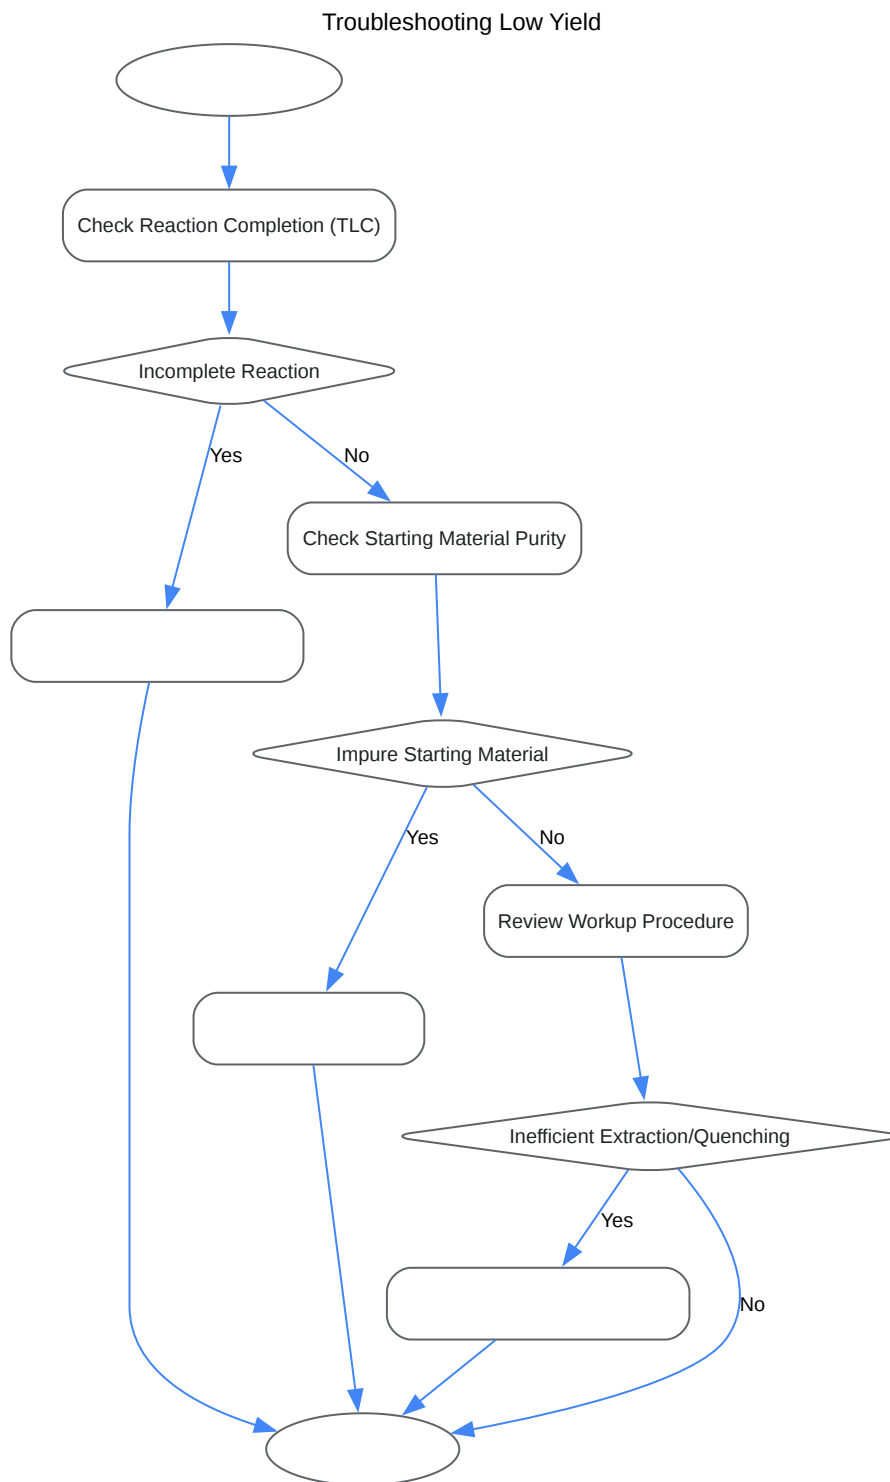 Troubleshooting Low Yield
Check Reaction Completion (TLC)
Incomplete Reaction
Yes
No
Check Starting Material Purity
Impure Starting Material
Yes
No
Review Workup Procedure
Inefficient Extraction/Quenching
Yes
No